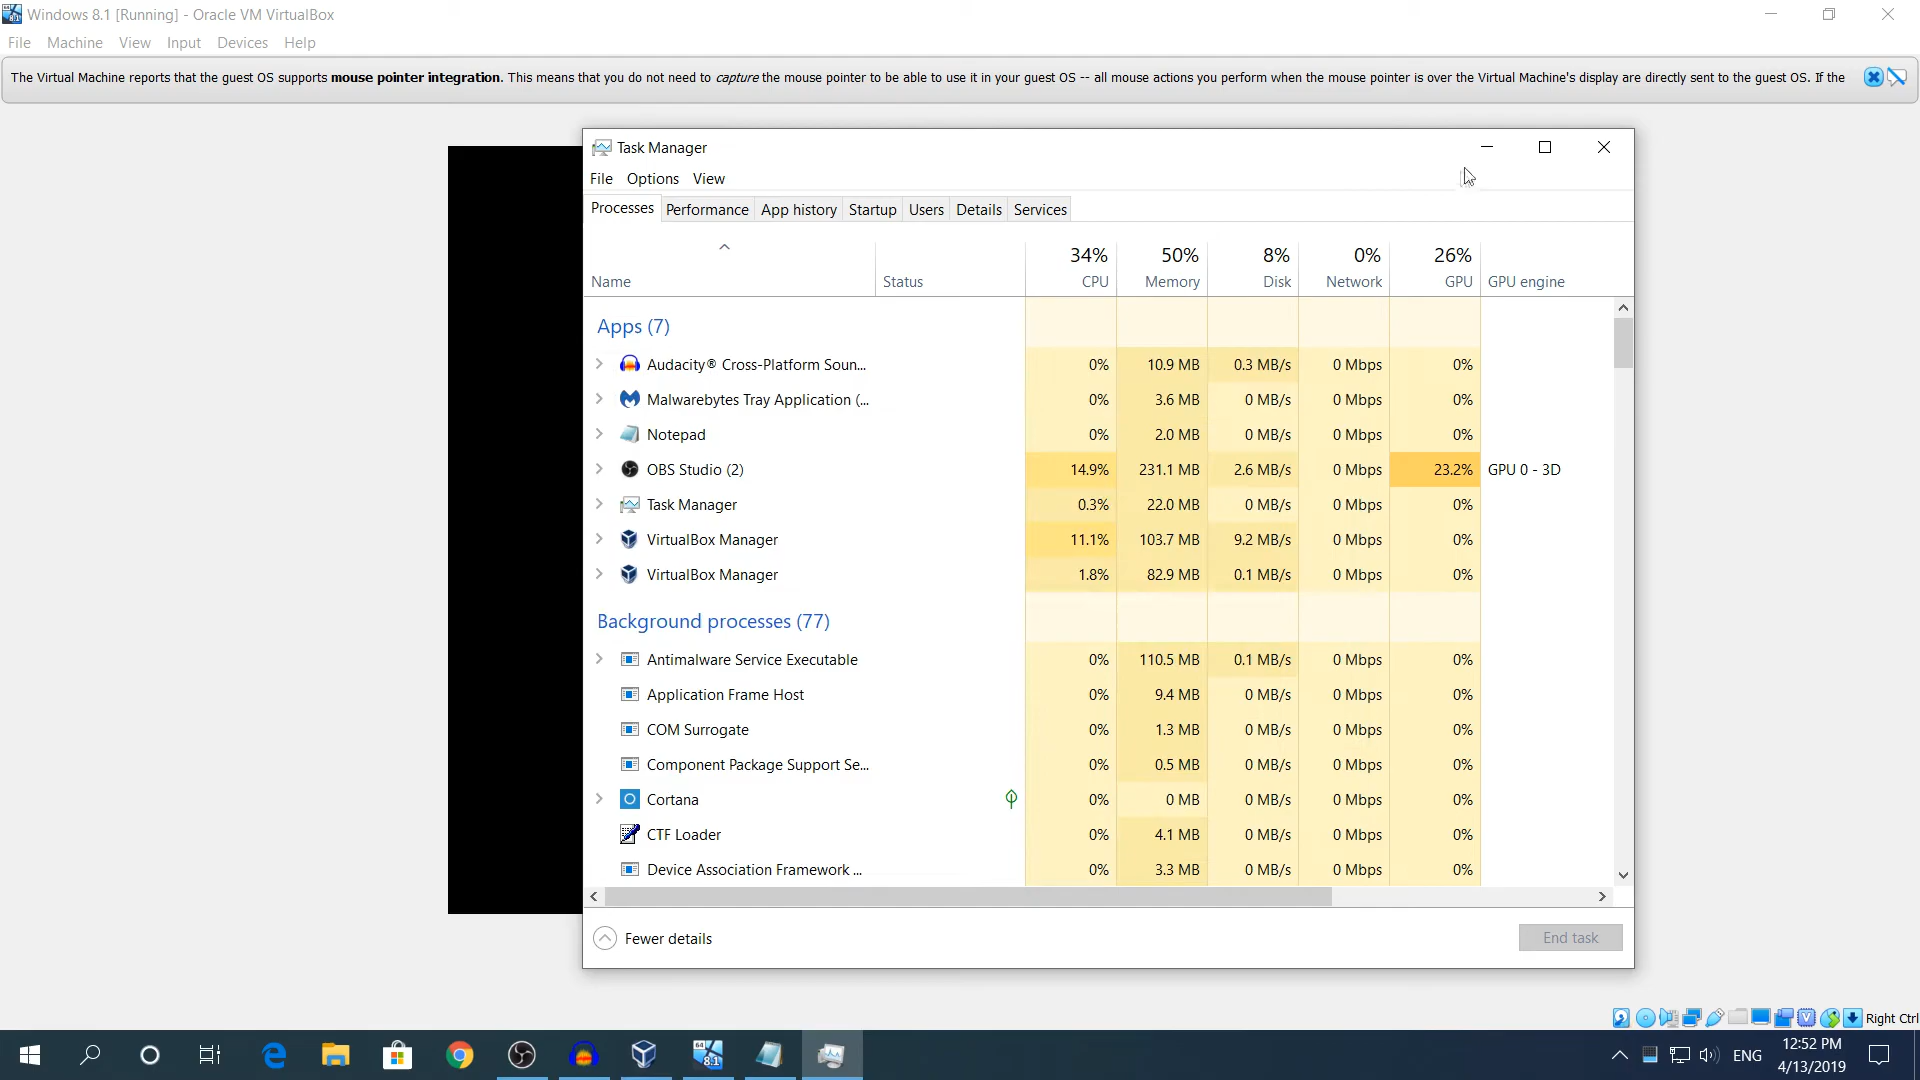 Windows 8.1 [Running] - Oracle VM VirtualBox
File Machine View Input Devices Help
The Virtual Machine reports that the guest OS supports mouse pointer integration. This means that you do not need to capture the mouse pointer to be able to use it in your guest OS -- all mouse actions you perform when the mouse pointer is over the Virtual Machine's display are directly sent to the guest OS. If the
Task Manager
File Options View
Processes Performance App history Startup Users Details Services
34% 50% 8% 0% 26%
Name Status CPU Memory Disk Network GPU GPU engine
Apps (7)
Audacity® Cross-Platform Soun... 0% 10.9 MB 0.3 MB/s 0 Mbps 0%
Malwarebytes Tray Application (... 0% 3.6 MB 0 MB/s 0 Mbps 0%
Notepad 0% 2.0 MB 0 MB/s 0 Mbps 0%
OBS Studio (2) 14.9% 231.1 MB 2.6 MB/s 0 Mbps 23.2% GPU 0 - 3D
Task Manager 0.3% 22.0 MB 0 MB/s 0 Mbps 0%
VirtualBox Manager 11.1% 103.7 MB 9.2 MB/s 0 Mbps 0%
VirtualBox Manager 1.8% 82.9 MB 0.1 MB/s 0 Mbps 0%
Background processes (77)
Antimalware Service Executable 0% 110.5 MB 0.1 MB/s 0 Mbps 0%
Application Frame Host 0% 9.4 MB 0 MB/s 0 Mbps 0%
COM Surrogate 0% 1.3 MB 0 MB/s 0 Mbps 0%
Component Package Support Se... 0% 0.5 MB 0 MB/s 0 Mbps 0%
Cortana 0% 0 MB 0 MB/s 0 Mbps 0%
CTF Loader 0% 4.1 MB 0 MB/s 0 Mbps 0%
Device Association Framework ... 0% 3.3 MB 0 MB/s 0 Mbps 0%
Fewer details End task
Right Ctrl
64
8.1
ENG
12:52 PM
4/13/2019